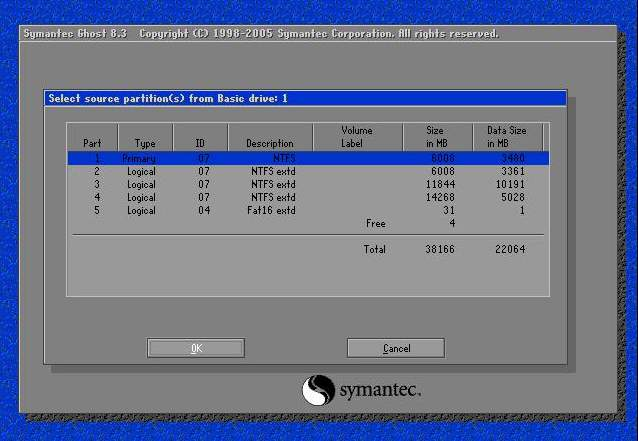 Symantec Ghost 8.3 Copyright (C) 1998-2005 Symantec Corporation. All rights reserved.
Select source partition(s) from Basic drive: 1
Part Type ID Description Volume Label Size in MB Data Size in MB
1 Primary 07 NTFS 6008 3480
2 Logical 07 NTFS extd 6008 3361
3 Logical 07 NTFS extd 11844 10191
4 Logical 07 NTFS extd 14268 5028
5 Logical 04 Fat16 extd 31 1
Free 4
Total 38166 22064
OK Cancel
symantec.